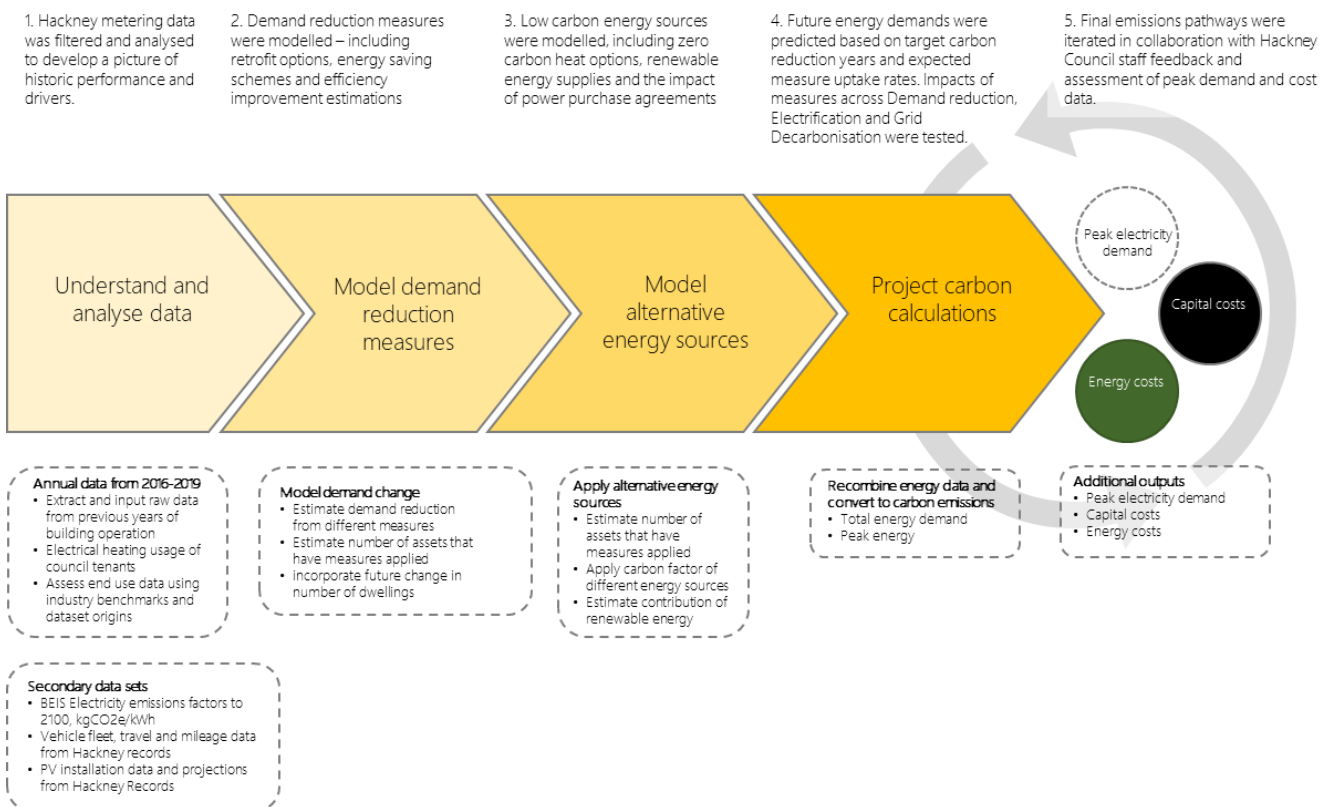 1. Hackney metering data
was filtered and analysed
to develop a picture of
historic performance and
drivers.
2. Demand reduction measures
were modelled – including
retrofit options, energy saving
schemes and efficiency
improvement estimations
3. Low carbon energy sources
were modelled, including zero
carbon heat options, renewable
energy supplies and the impact
of power purchase agreements
4. Future energy demands were
predicted based on target carbon
reduction years and expected
measure uptake rates. Impacts of
measures across Demand reduction,
Electrification and Grid
Decarbonisation were tested.
5. Final emissions pathways were
iterated in collaboration with Hackney
Council staff feedback and
assessment of peak demand and cost
data.
Understand and
analyse data
Model demand
reduction
measures
Model
alternative
energy sources
Project carbon
calculations
Peak electricity
demand
Capital costs
Energy costs
Annual data from 2016-2019
• Extract and input raw data
from previous years of
building operation
• Electrical heating usage of
council tenants
• Assess end use data using
industry benchmarks and
dataset origins
Model demand change
• Estimate demand reduction
from different measures
• Estimate number of assets that
have measures applied
• incorporate future change in
number of dwellings
Apply alternative energy
sources
• Estimate number of
assets that have
measures applied
• Apply carbon factor of
different energy sources
• Estimate contribution of
renewable energy
Recombine energy data and
convert to carbon emissions
• Total energy demand
• Peak energy
Additional outputs
• Peak electricity demand
• Capital costs
• Energy costs
Secondary data sets
• BEIS Electricity emissions factors to
2100, kgCO2e/kWh
• Vehicle fleet, travel and mileage data
from Hackney records
• PV installation data and projections
from Hackney Records